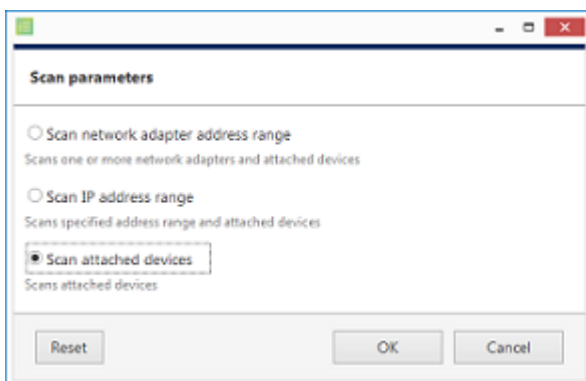 Scan parameters
Scan network adapter address range
Scans one or more network adapters and attached devices
Scan IP address range
Scans specified address range and attached devices
Scan attached devices
Scans attached devices
Reset OK Cancel